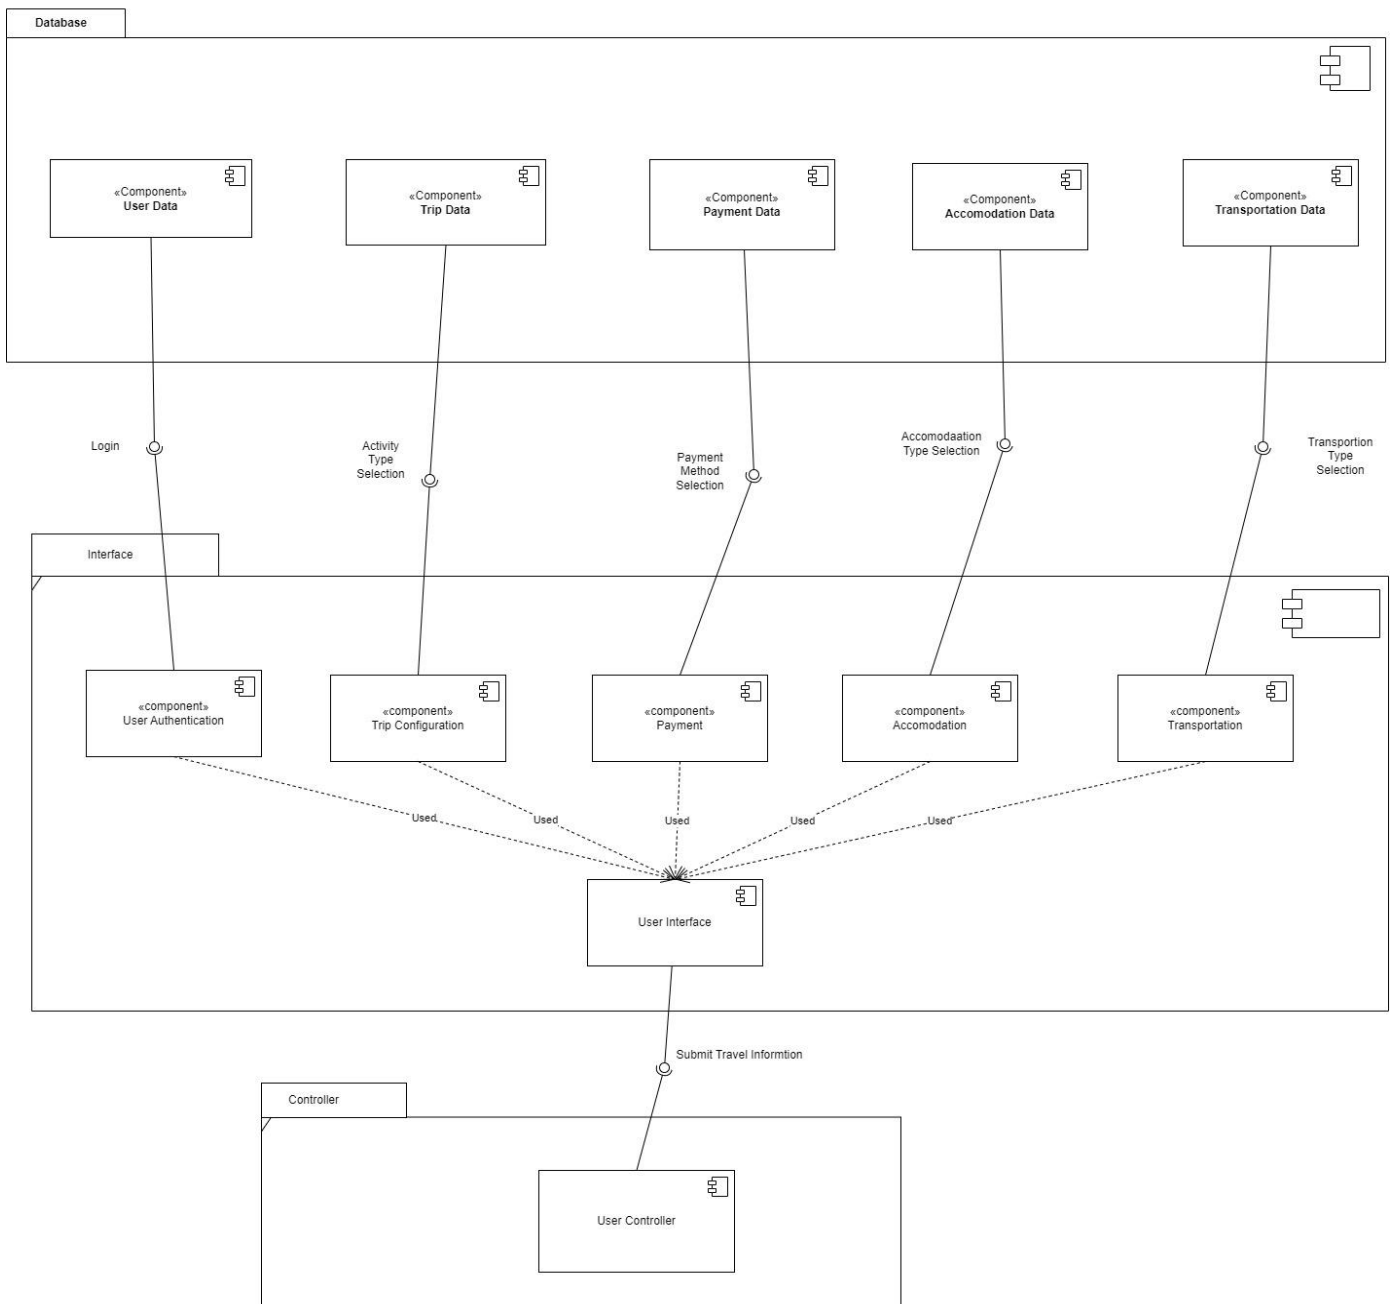 Database
«Component»
User Data
«Component»
Trip Data
«Component»
Payment Data
«Component»
Accomodation Data
«Component»
Transportation Data
Login
Activity
Type
Selection
Payment
Method
Selection
Accomodaation
Type Selection
Transportion
Type
Selection
Interface
«component»
User Authentication
«component»
Trip Configuration
«component»
Payment
«component»
Accomodation
«component»
Transportation
Used
Used
Used
Used
Used
User Interface
Submit Travel Informtion
Controller
User Controller